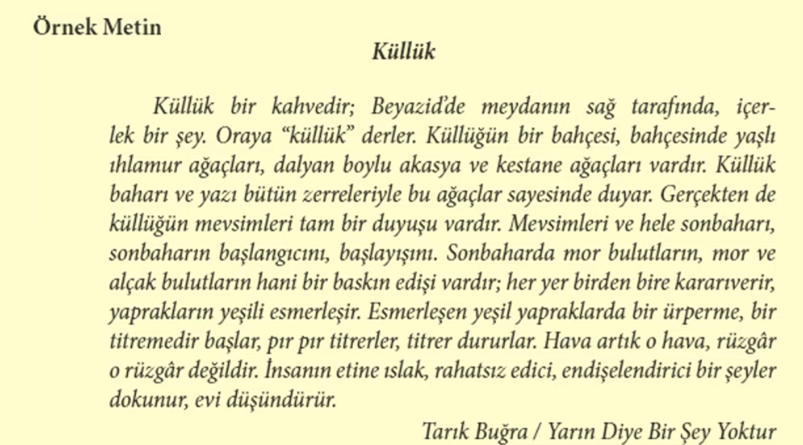 Örnek Metin
Küllük
Küllük bir kahvedir; Beyazid’de meydanın sağ tarafında, içer-
lek bir şey. Oraya “küllük” derler. Küllüğün bir bahçesi, bahçesinde yaşlı
ıhlamur ağaçları, dalyan boylu akasya ve kestane ağaçları vardır. Küllük
baharı ve yazı bütün zerreleriyle bu ağaçlar sayesinde duyar. Gerçekten de
küllüğün mevsimleri tam bir duyuşu vardır. Mevsimleri ve hele sonbaharı,
sonbaharın başlangıcını, başlayışını. Sonbaharda mor bulutların, mor ve
alçak bulutların hani bir baskın edişi vardır; her yer birden bire kararıverir,
yaprakların yeşili esmerleşir. Esmerleşen yeşil yapraklarda bir ürperme, bir
titremedir başlar, pır pır titrerler, titrer dururlar. Hava artık o hava, rüzgâr
o rüzgâr değildir. İnsanın etine ıslak, rahatsız edici, endişelendirici bir şeyler
dokunur, evi düşündürür.
Tarık Buğra / Yarın Diye Bir Şey Yoktur